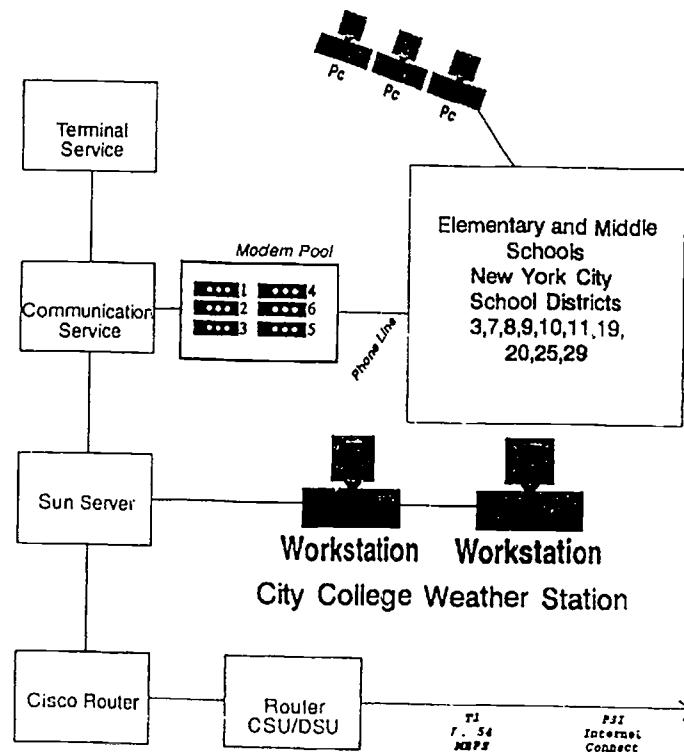 Pc
Pc
Pc
Terminal
Service
Elementary and Middle
Schools
New York City
School Districts
3,7,8,9,10,11,19,
20,25,29
Modem Pool
1
4
2
6
3
5
Communication
Service
Phone Line
Sun Server
Workstation
Workstation
City College Weather Station
Cisco Router
Router
CSU/DSU
T1
54
PSI
Internet
Connect